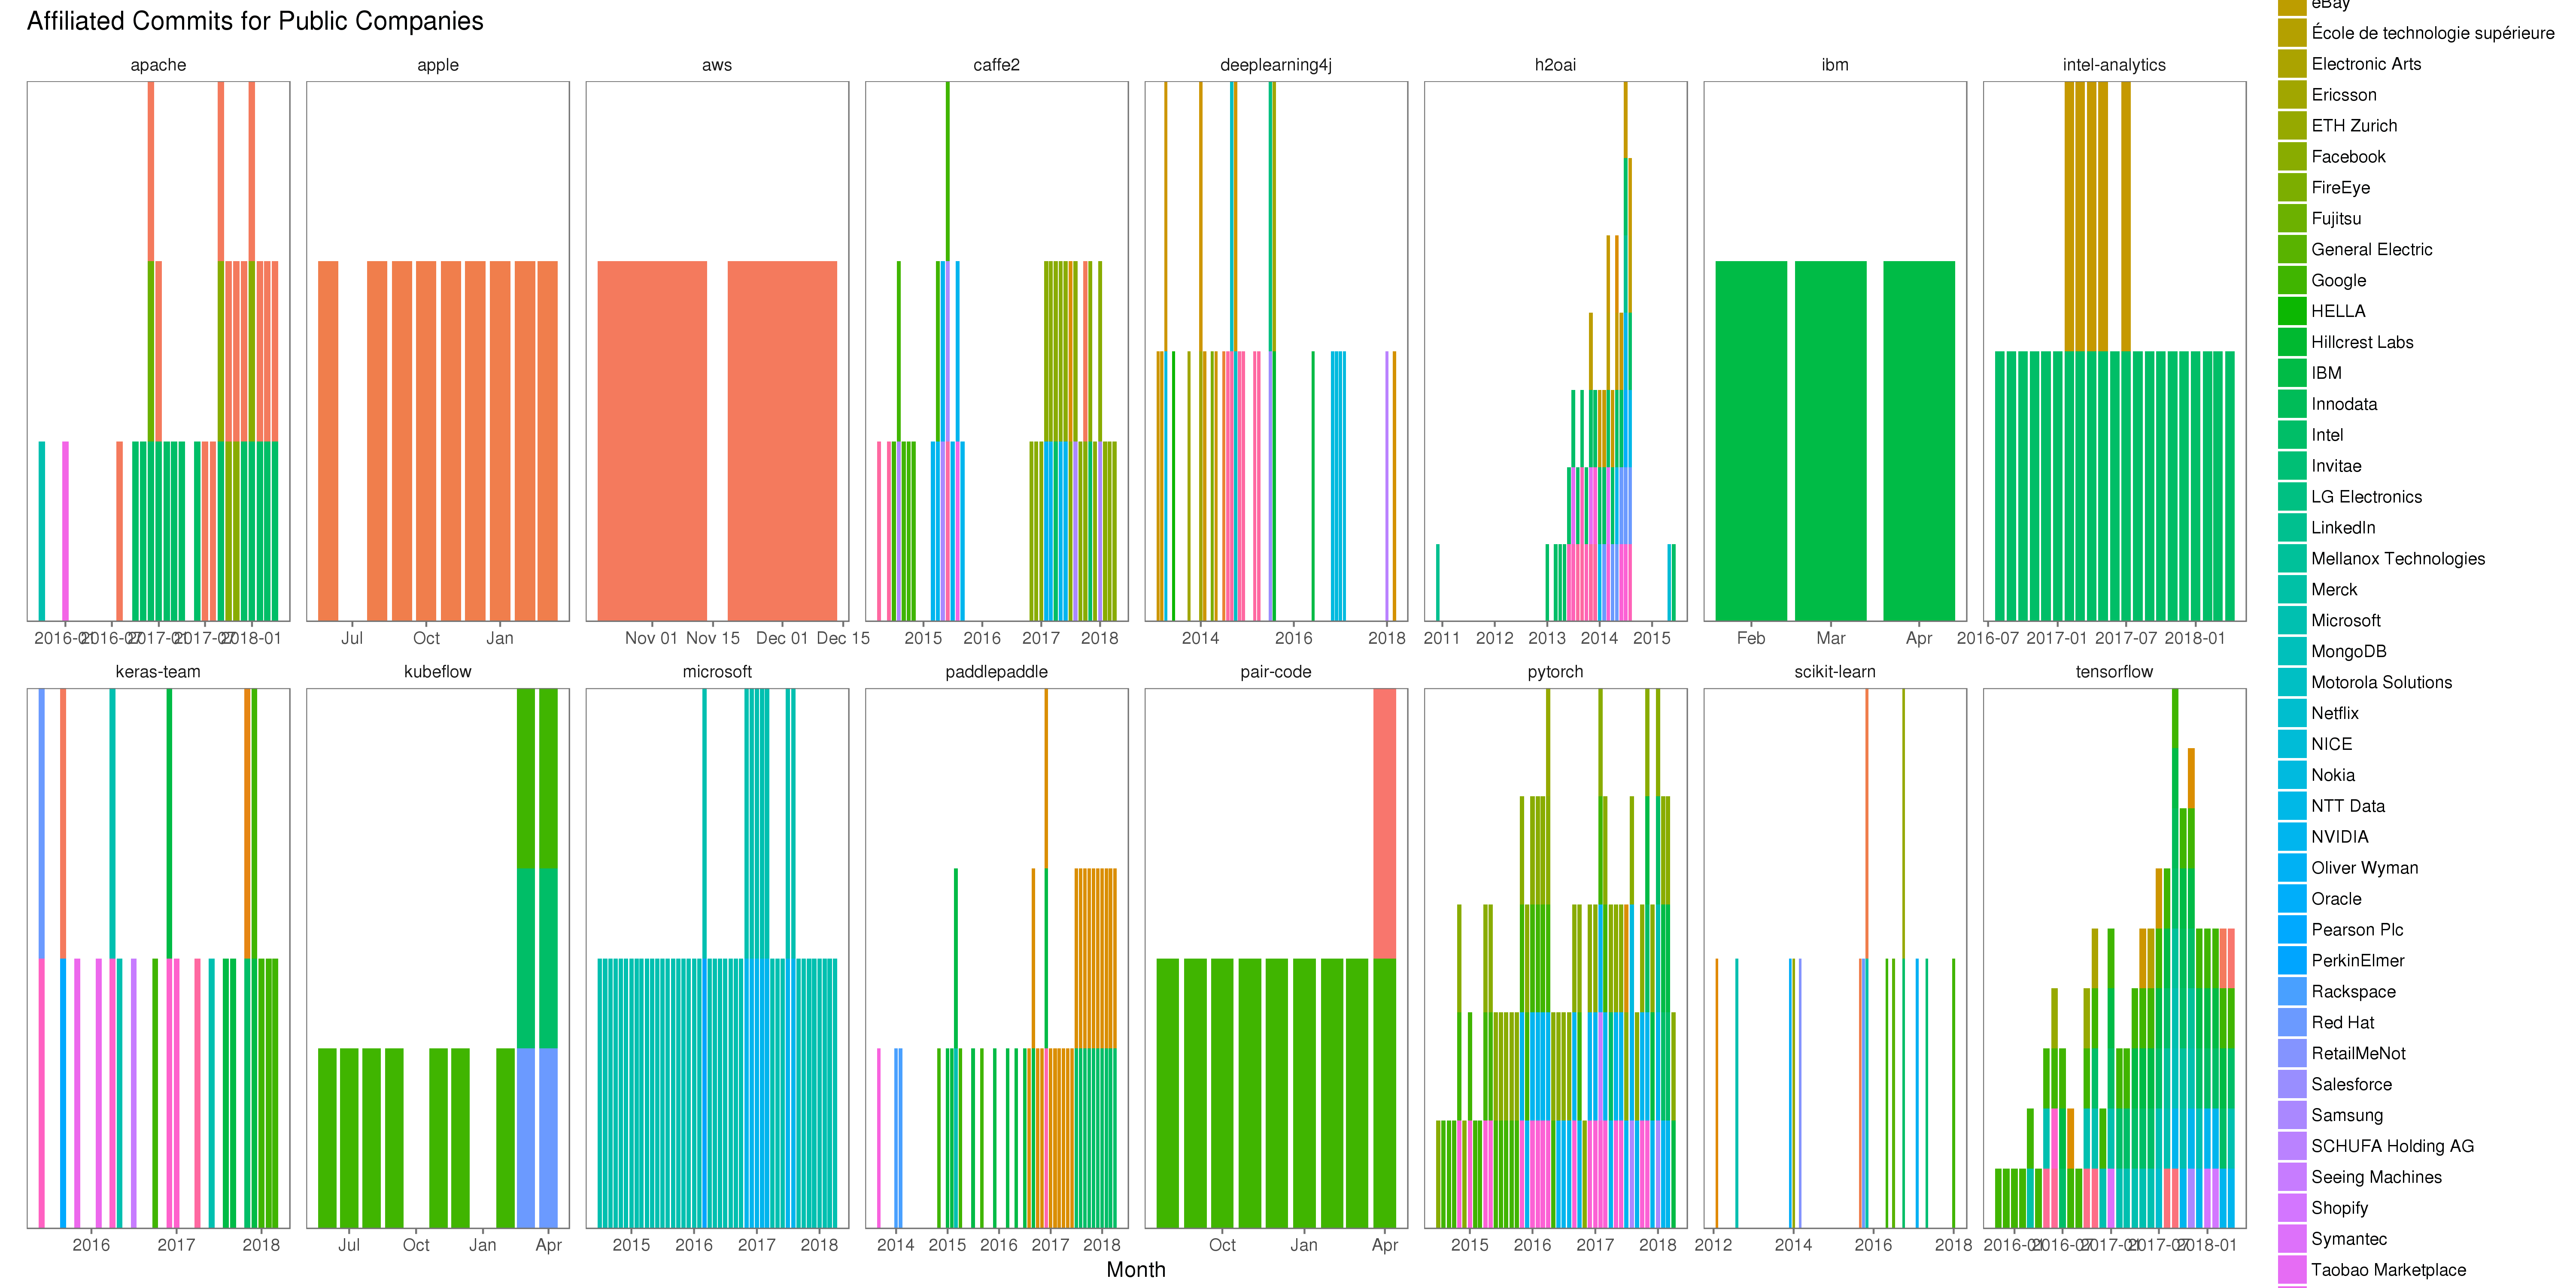 Affiliated Commits for Public Companies
apache
apple
aws
caffe2
deeplearning4j
h2oai
ibm
intel-analytics
2016-01 2016-07 2017-01 2017-07 2018-01
Jul Oct Jan
Nov 01 Nov 15 Dec 01 Dec 15
2015 2016 2017 2018
2014 2016 2018
2011 2012 2013 2014 2015
Feb Mar Apr
2016-07 2017-01 2017-07 2018-01
keras-team
kubeflow
microsoft
paddlepaddle
pair-code
pytorch
scikit-learn
tensorflow
2016 2017 2018
Jul Oct Jan Apr
2015 2016 2017 2018
2014 2015 2016 2017 2018
Oct Jan Apr
2015 2016 2017 2018
2012 2014 2016 2018
2016-01 2016-07 2017-01 2017-07 2018-01
Month
eBay
École de technologie supérieure
Electronic Arts
Ericsson
ETH Zurich
Facebook
FireEye
Fujitsu
General Electric
Google
HELLA
Hillcrest Labs
IBM
Innodata
Intel
Invitae
LG Electronics
LinkedIn
Mellanox Technologies
Merck
Microsoft
MongoDB
Motorola Solutions
Netflix
NICE
Nokia
NTT Data
NVIDIA
Oliver Wyman
Oracle
Pearson Plc
PerkinElmer
Rackspace
Red Hat
RetailMeNot
Salesforce
Samsung
SCHUFA Holding AG
Seeing Machines
Shopify
Symantec
Taobao Marketplace